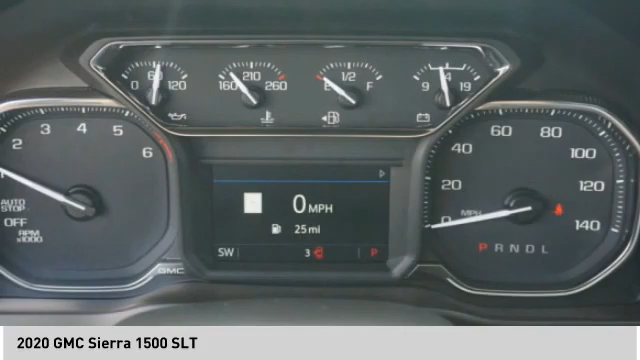 60
0 120
210
160 260
1/2
E F
14
9 19
1 2 3 4 5 6
AUTO
STOP
OFF
RPM
x1000
0 MPH
25 mi
SW 3 P
GMC
0 20 40 60 80 100 120 140
MPH
P R N D L
2020 GMC Sierra 1500 SLT